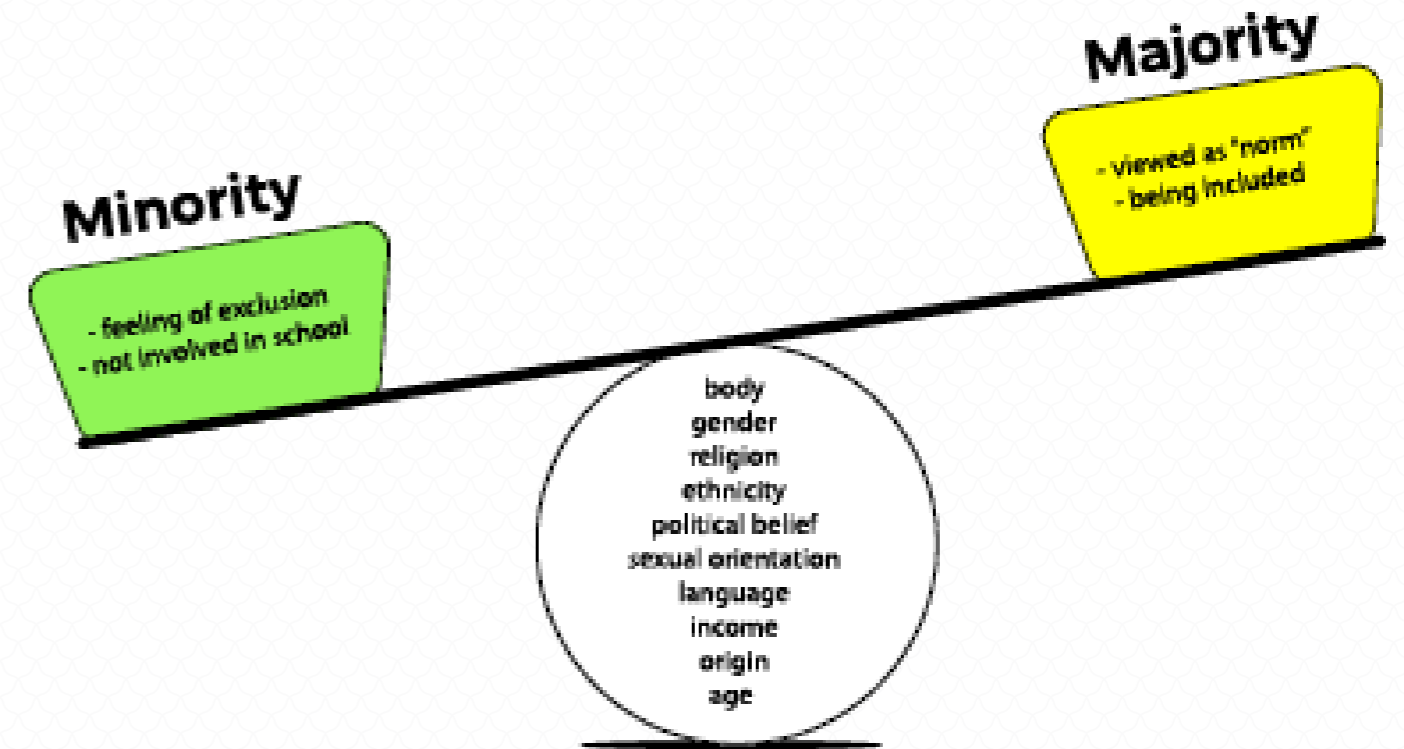 Minority
- feeling of exclusion
- not involved in school
Majority
- viewed as "norm"
- being included
body
gender
religion
ethnicity
political belief
sexual orientation
language
income
origin
age